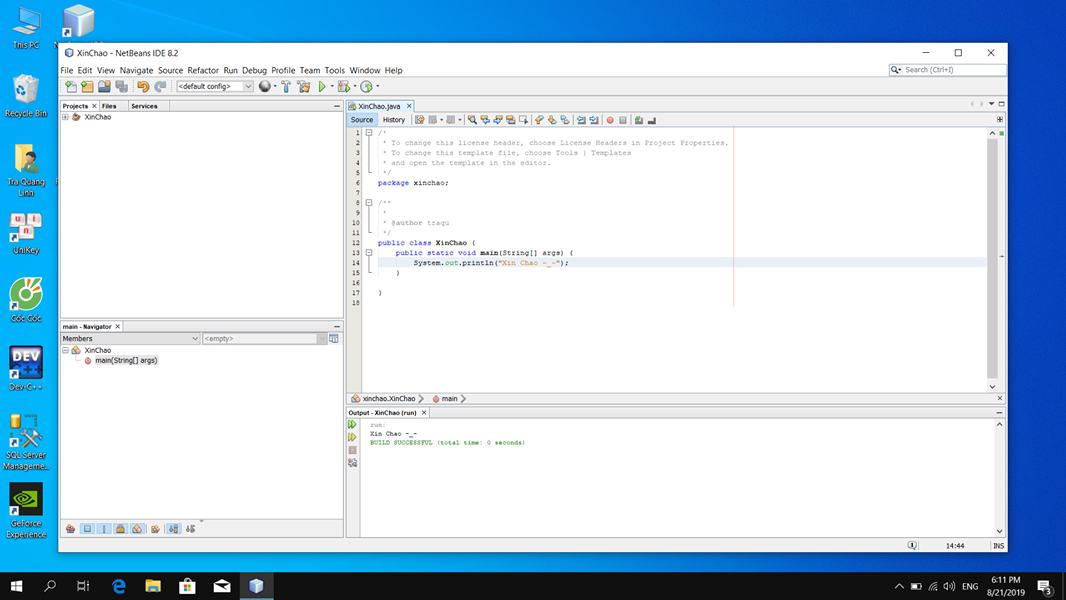 This PC
Recycle Bin
Tra Quang
Linh
UniKey
Cốc Cốc
DEV
C++
Dev-C++
SQL Server
Manageme...
GeForce
Experience
XinChao - NetBeans IDE 8.2
File Edit View Navigate Source Refactor Run Debug Profile Team Tools Window Help
Search (Ctrl+I)
<default config>
Projects Files Services
XinChao
XinChao.java
Source History
1 /*
2 * To change this license header, choose License Headers in Project Properties.
3 * To change this template file, choose Tools | Templates
4 * and open the template in the editor.
5 */
6 package xinchao;
7
8 /**
9 *
10 * @author traqu
11 */
12 public class XinChao {
13 public static void main(String[] args) {
14 System.out.println("Xin Chao -_-");
15 }
16
17 }
18
main - Navigator
Members <empty>
XinChao
main(String[] args)
xinchao.XinChao main
Output - XinChao (run)
run:
Xin Chao -_-
BUILD SUCCESSFUL (total time: 0 seconds)
1 14:44 INS
ENG
6:11 PM
8/21/2019
3